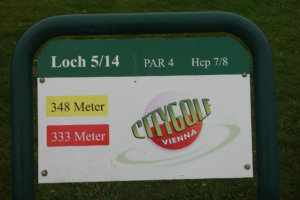 Loch 5/14 PAR 4 Hcp 7/8
348 Meter
333 Meter
CITYGOLF
VIENNA